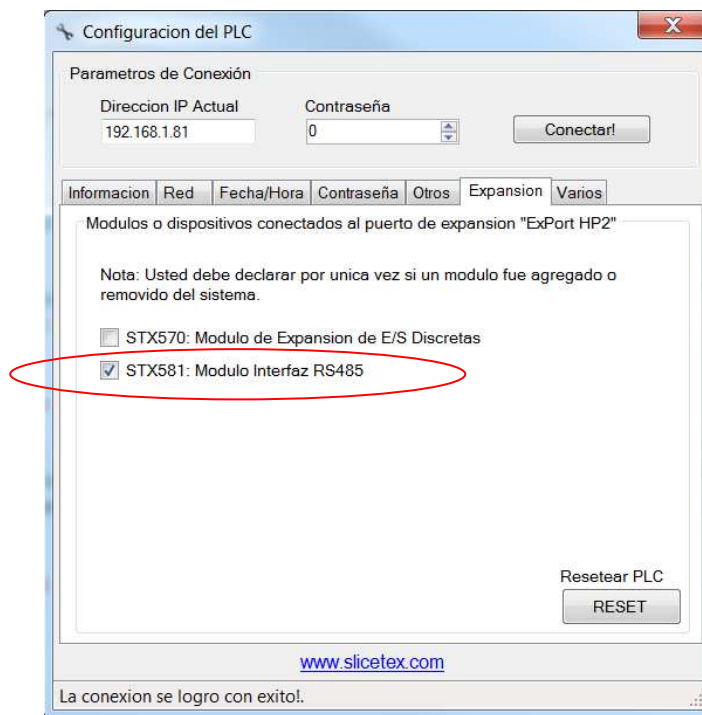 Configuracion del PLC
Parametros de Conexión
Direccion IP Actual
Contraseña
192.168.1.81
0
Conectar!
Informacion
Red
Fecha/Hora
Contraseña
Otros
Expansion
Varios
Modulos o dispositivos conectados al puerto de expansion "ExPort HP2"
Nota: Usted debe declarar por unica vez si un modulo fue agregado o
removido del sistema.
STX570: Modulo de Expansion de E/S Discretas
STX581: Modulo Interfaz RS485
Resetear PLC
RESET
www.slicetex.com
La conexion se logro con exito!.